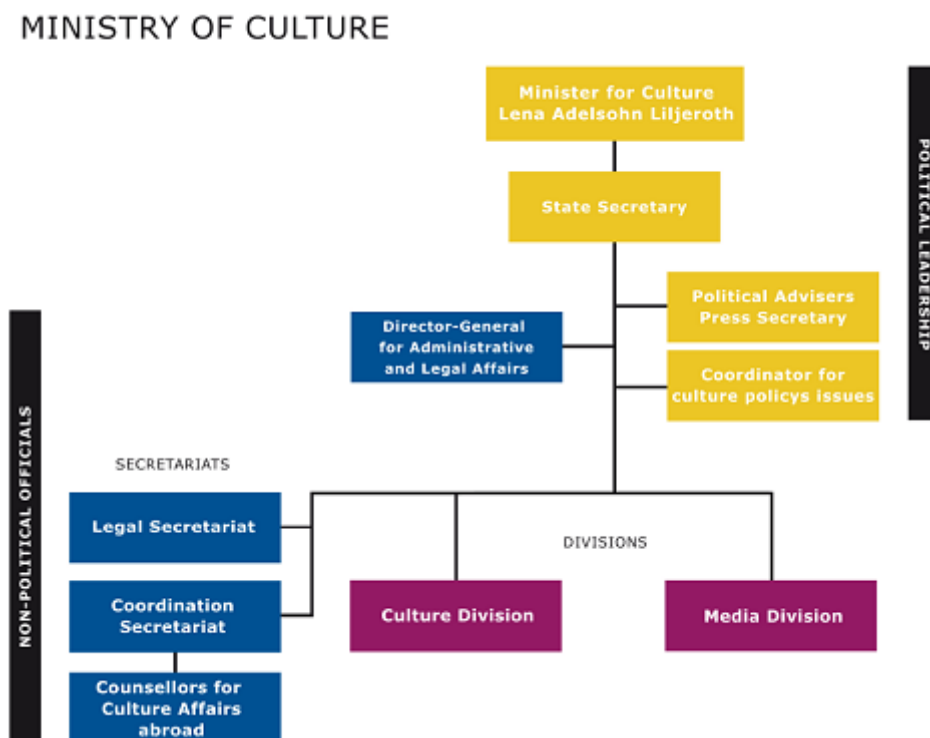 MINISTRY OF CULTURE
Minister for Culture
Lena Adelsohn Liljeroth
State Secretary
POLITICAL LEADERSHIP
Political Advisers
Press Secretary
Director-General
for Administrative
and Legal Affairs
Coordinator for
culture policys issues
NON-POLITICAL OFFICIALS
SECRETARIATS
Legal Secretariat
DIVISIONS
Coordination
Secretariat
Culture Division
Media Division
Counsellors for
Culture Affairs
abroad